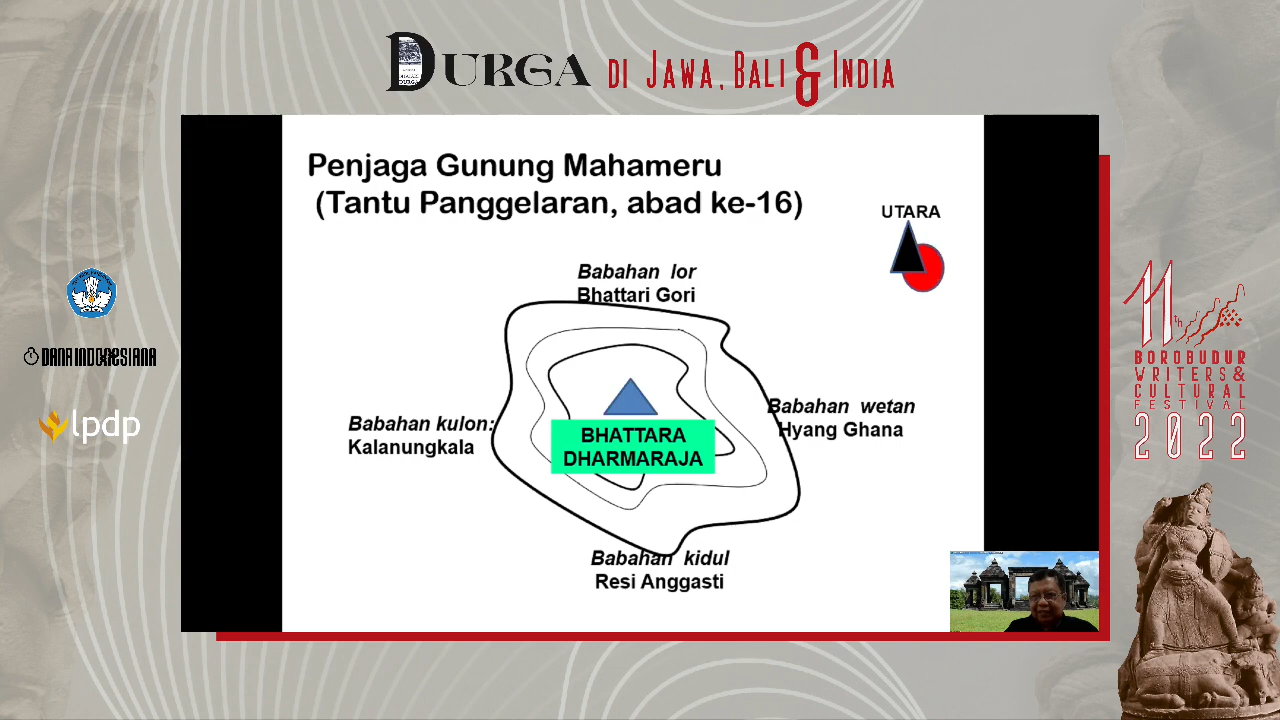 DURGA DI JAWA, BALI & INDIA
Penjaga Gunung Mahameru
(Tantu Panggelaran, abad ke-16)
UTARA
Babahan lor
Bhattari Gori
Babahan kulon:
Kalanungkala
Babahan wetan
Hyang Ghana
BHATTARA
DHARMARAJA
Babahan kidul
Resi Anggasti
DANA INDONESIANA
lpdp
11th
BOROBUDUR
WRITERS &
CULTURAL
FESTIVAL
2022